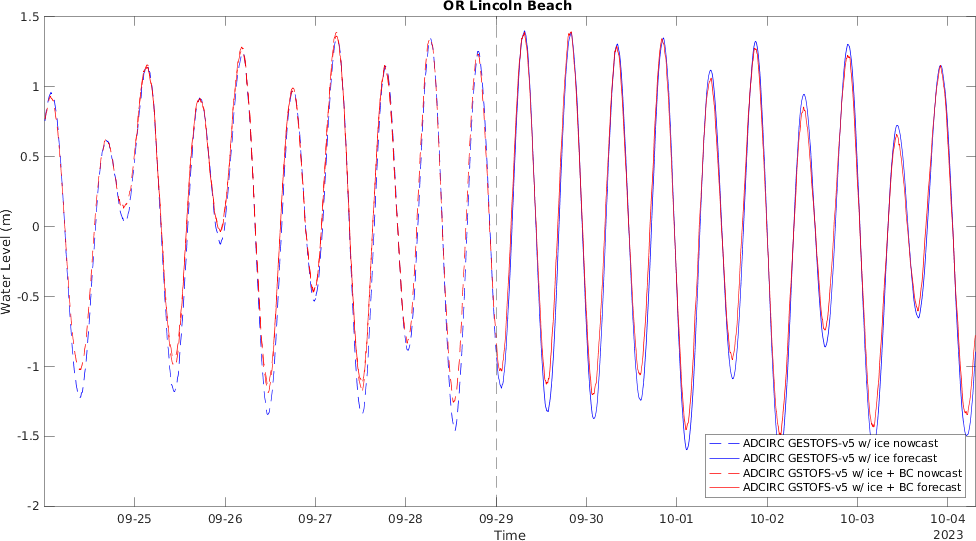 OR Lincoln Beach
1.5
1
0.5
0
-0.5
-1
-1.5
-2
Water Level (m)
09-25
09-26
09-27
09-28
09-29
09-30
10-01
10-02
10-03
10-04
2023
Time
ADCIRC GESTOFS-v5 w/ ice nowcast
ADCIRC GESTOFS-v5 w/ ice forecast
ADCIRC GSTOFS-v5 w/ ice + BC nowcast
ADCIRC GSTOFS-v5 w/ ice + BC forecast